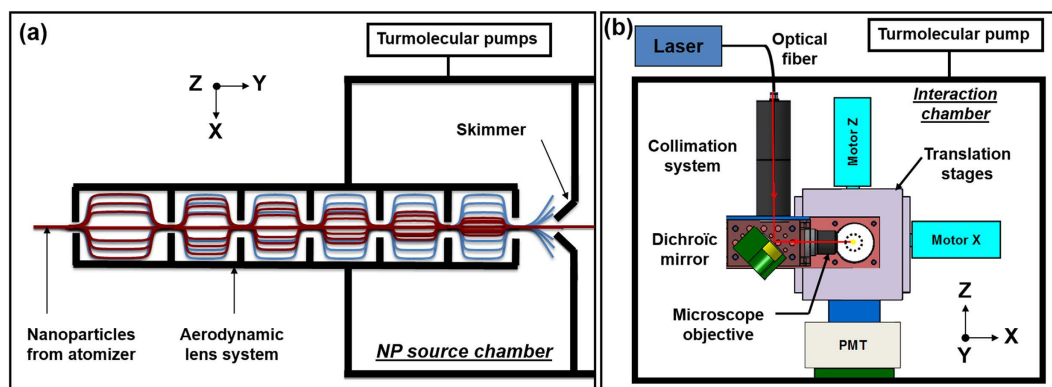 (a)
Turmolecular pumps
Z
Y
X
Skimmer
Nanoparticles
from atomizer
Aerodynamic
lens system
NP source chamber
(b)
Laser
Optical
fiber
Turmolecular pump
Interaction
chamber
Collimation
system
Motor Z
Translation
stages
Dichroïc
mirror
Motor X
Microscope
objective
PMT
Z
X
Y